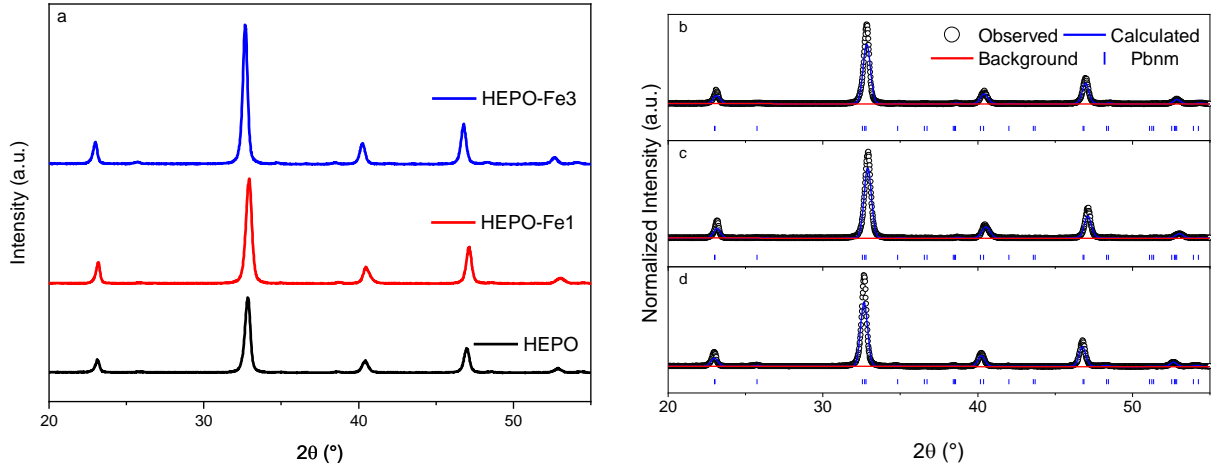 a
HEPO-Fe3
HEPO-Fe1
HEPO
Intensity (a.u.)
20 30 40 50
2θ (°)
b
Observed Calculated
Background Pbnm
c
d
Normalized Intensity (a.u.)
20 30 40 50
2θ (°)